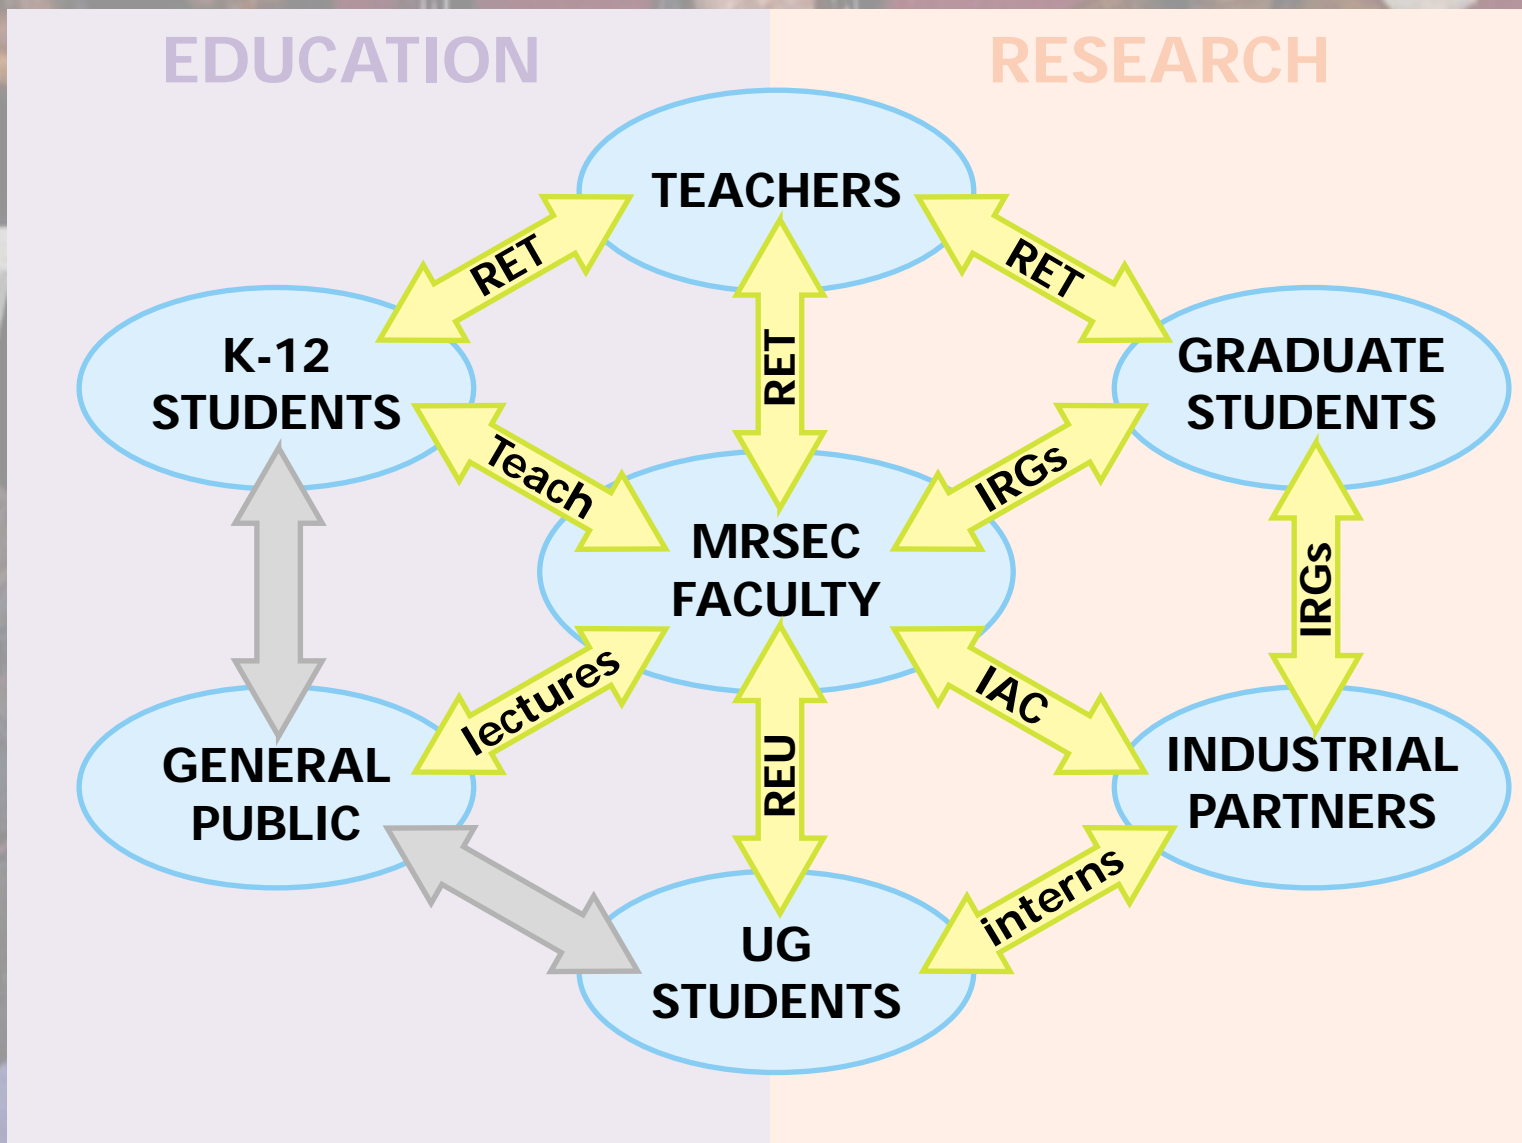 EDUCATION
RESEARCH
TEACHERS
RET
RET
RET
K-12
STUDENTS
GRADUATE
STUDENTS
Teach
IRGs
MRSEC
FACULTY
IRGs
lectures
IAC
REU
GENERAL
PUBLIC
INDUSTRIAL
PARTNERS
interns
UG
STUDENTS